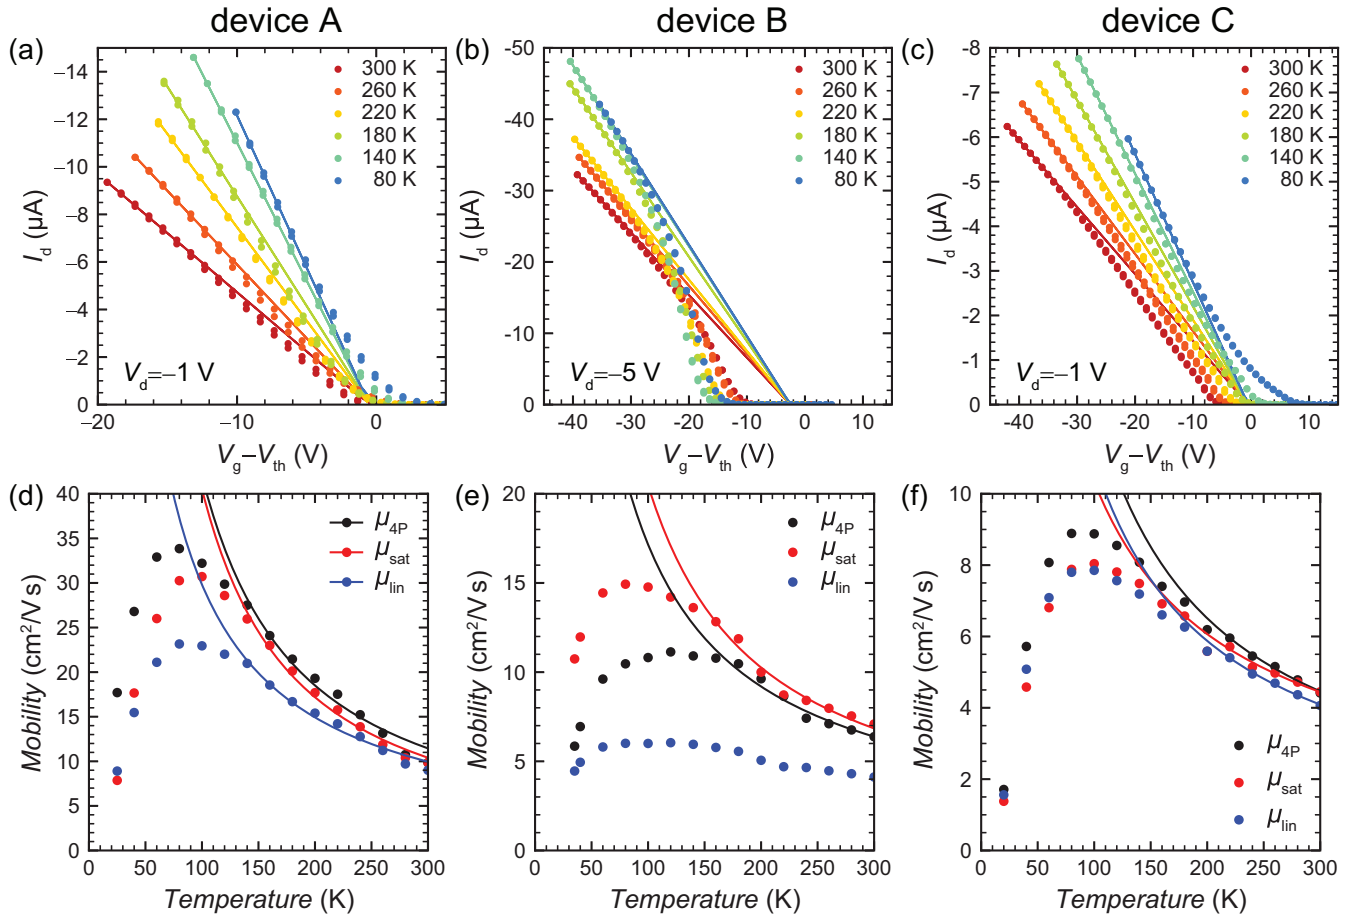 device A
device B
device C
(a)
−14
−12
−10
−8
−6
−4
−2
0
I_d (μA)
300 K
260 K
220 K
180 K
140 K
80 K
V_d=−1 V
−20
−10
0
V_g−V_th (V)
(b)
-50
-40
-30
-20
-10
0
I_d (μA)
300 K
260 K
220 K
180 K
140 K
80 K
V_d=−5 V
-40
-30
-20
-10
0
10
V_g−V_th (V)
(c)
-8
-7
-6
-5
-4
-3
-2
-1
0
I_d (μA)
300 K
260 K
220 K
180 K
140 K
80 K
V_d=−1 V
-40
-30
-20
-10
0
10
V_g−V_th (V)
(d)
40
35
30
25
20
15
10
5
0
Mobility (cm²/V s)
μ_4P
μ_sat
μ_lin
0
50
100
150
200
250
300
Temperature (K)
(e)
20
15
10
5
0
Mobility (cm²/V s)
μ_4P
μ_sat
μ_lin
0
50
100
150
200
250
300
Temperature (K)
(f)
10
8
6
4
2
0
Mobility (cm²/V s)
μ_4P
μ_sat
μ_lin
0
50
100
150
200
250
300
Temperature (K)